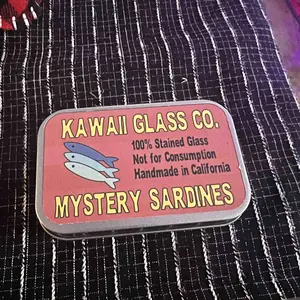 KAWAII GLASS CO.
100% Stained Glass
Not for Consumption
Handmade in California
MYSTERY SARDINES